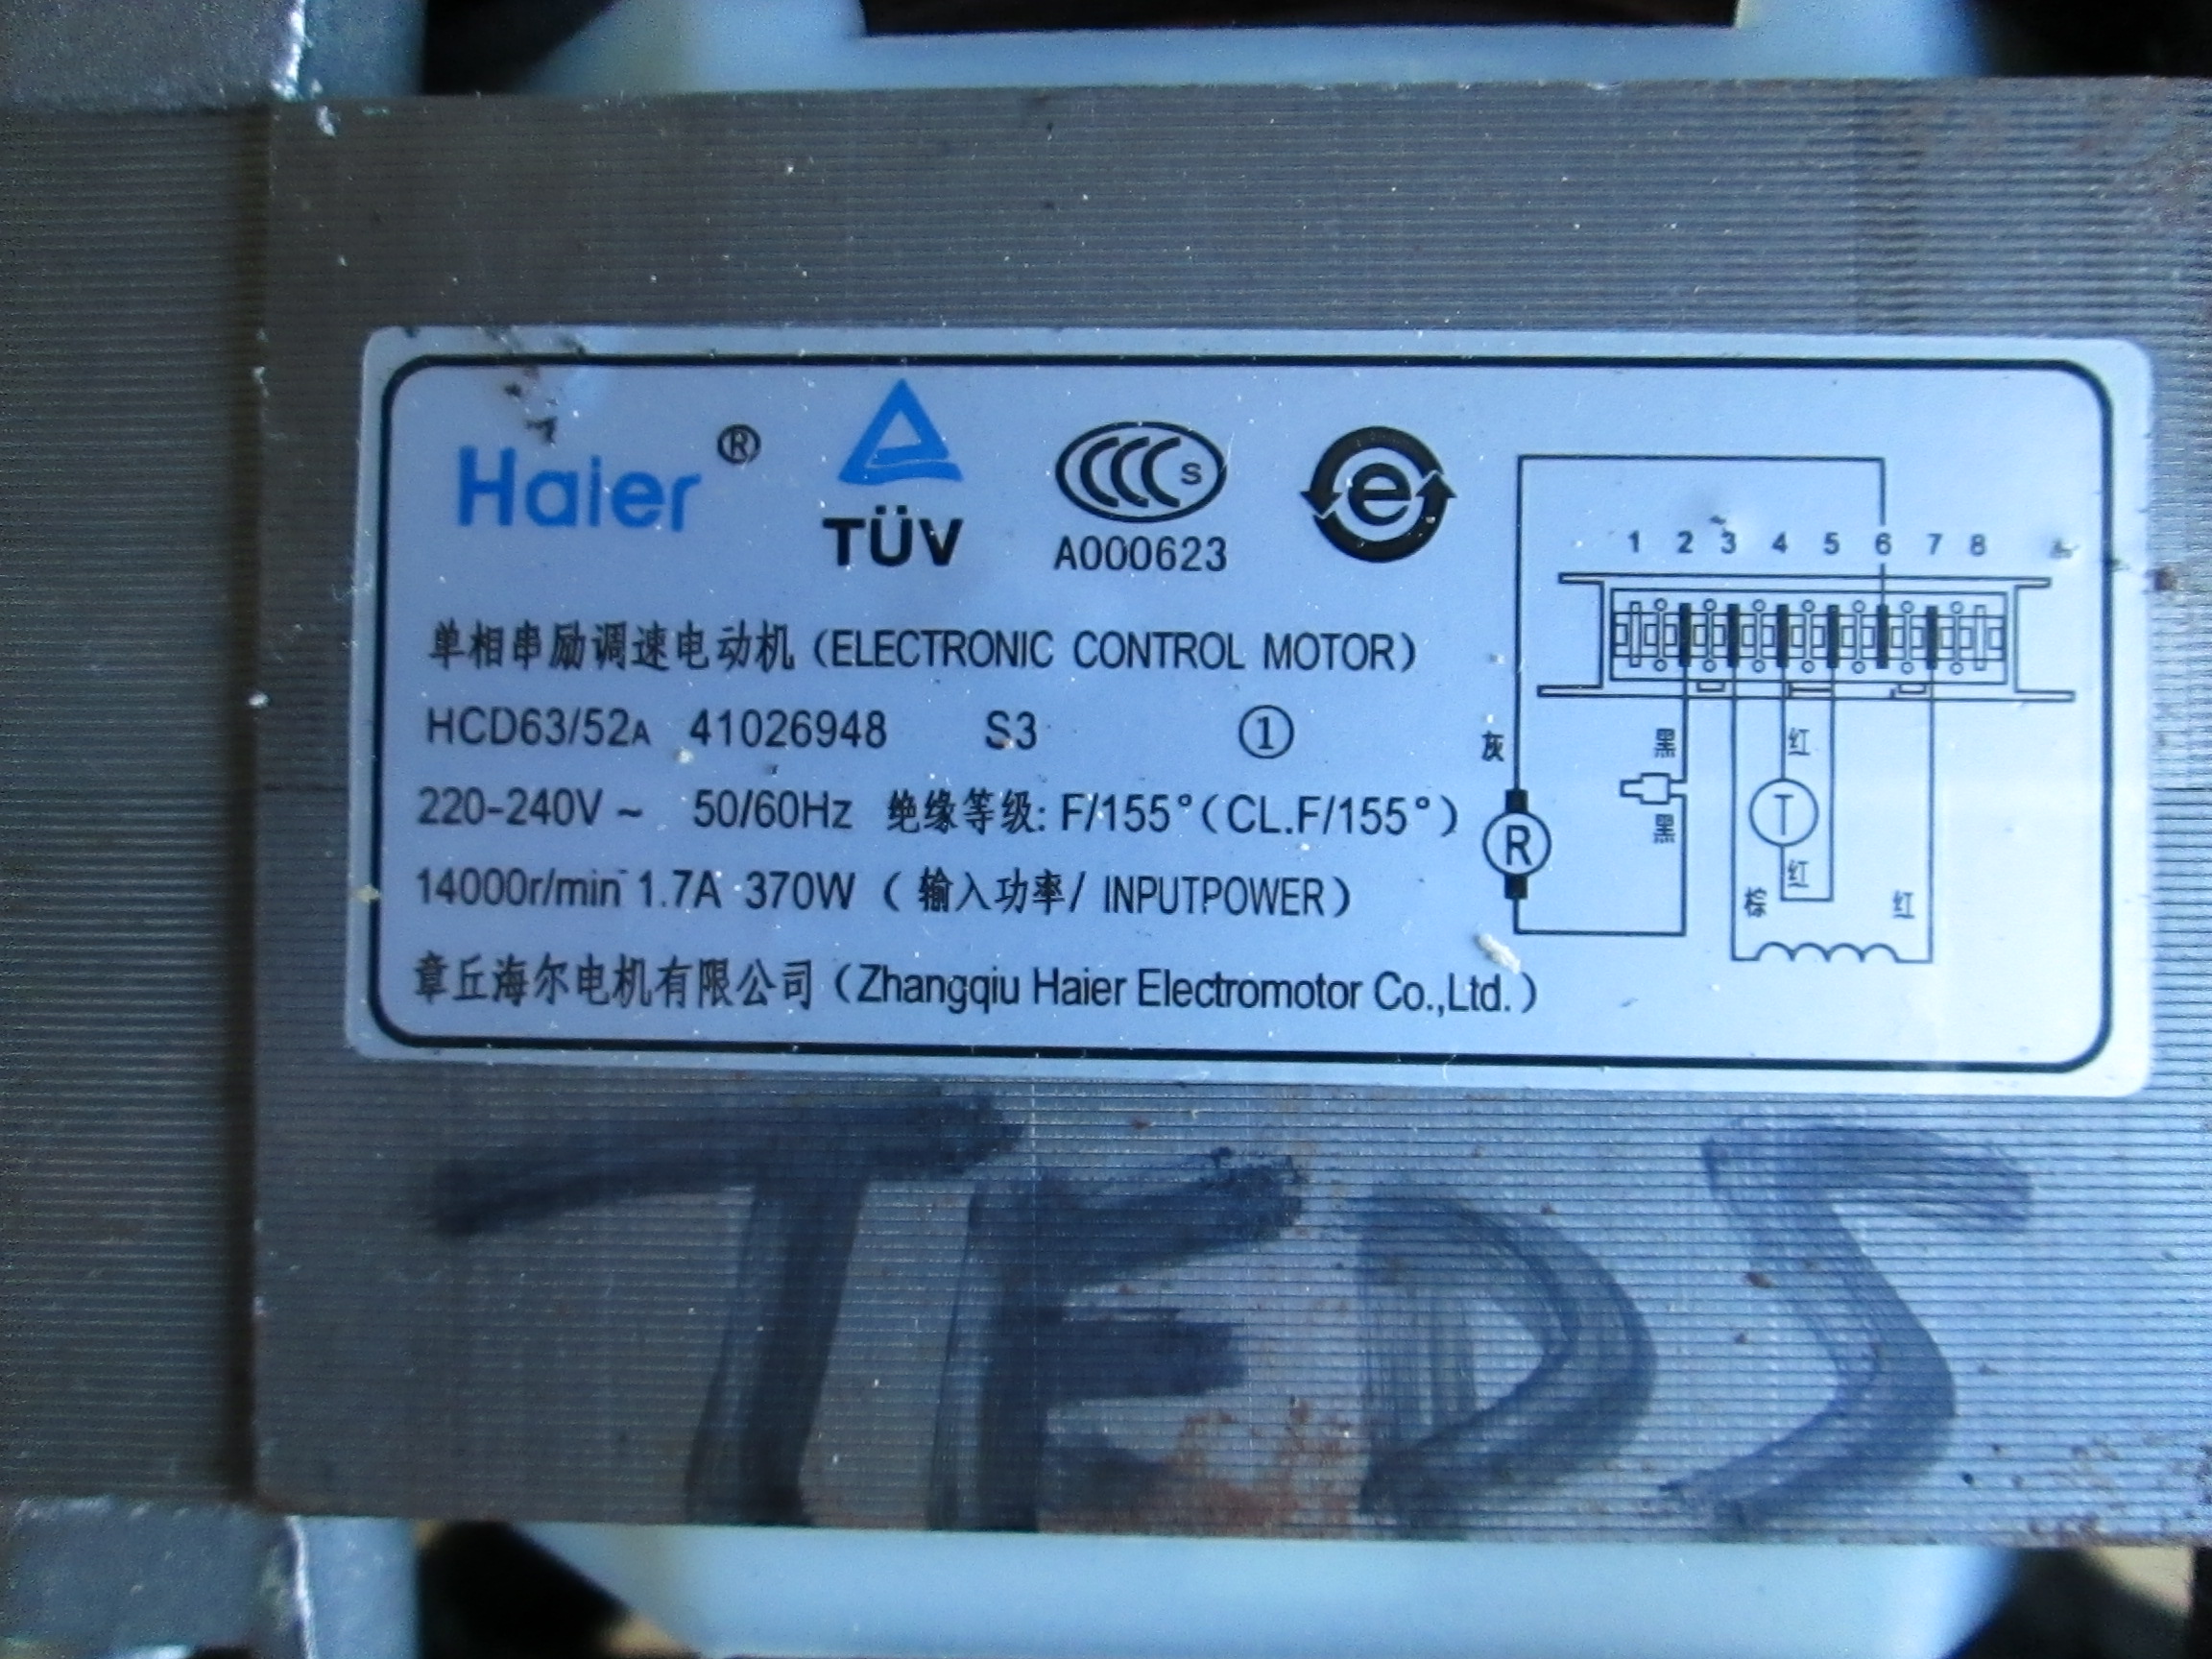 Haier ®
TÜV
CCC S
A000623
e
单相串励调速电动机 (ELECTRONIC CONTROL MOTOR)
HCD63/52A 41026948 S3 ①
220-240V ~ 50/60Hz 绝缘等级: F/155° (CL.F/155°)
14000r/min 1.7A 370W ( 输入功率/ INPUTPOWER)
章丘海尔电机有限公司 (Zhangqiu Haier Electromotor Co.,Ltd.)
1 2 3 4 5 6 7 8
灰 黑 红
R T
黑 红
棕 红
TEDS